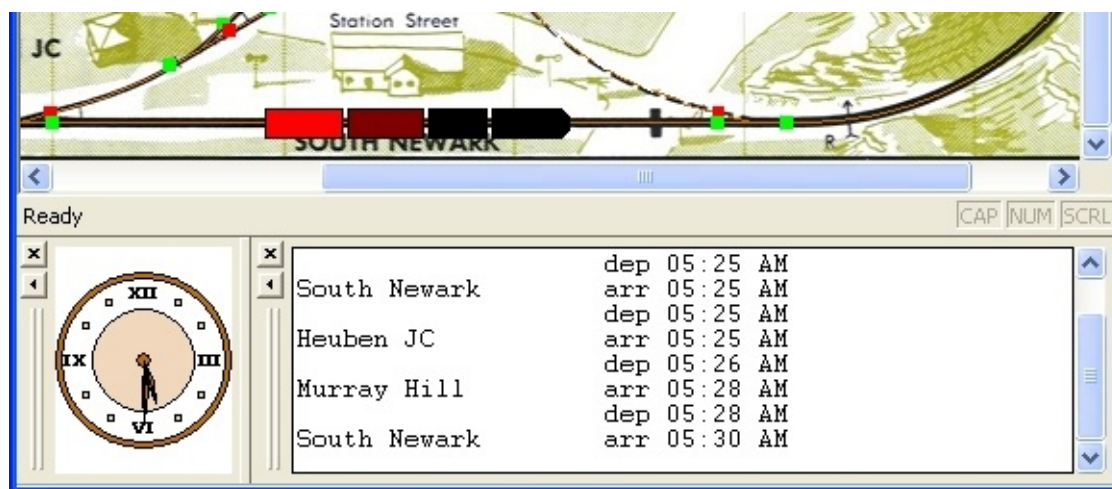 Station Street
JC
SOUTH NEWARK
R
Ready
CAP NUM SCRL
XII
IX III
VI
dep 05:25 AM
South Newark arr 05:25 AM
dep 05:25 AM
Heuben JC arr 05:25 AM
dep 05:26 AM
Murray Hill arr 05:28 AM
dep 05:28 AM
South Newark arr 05:30 AM